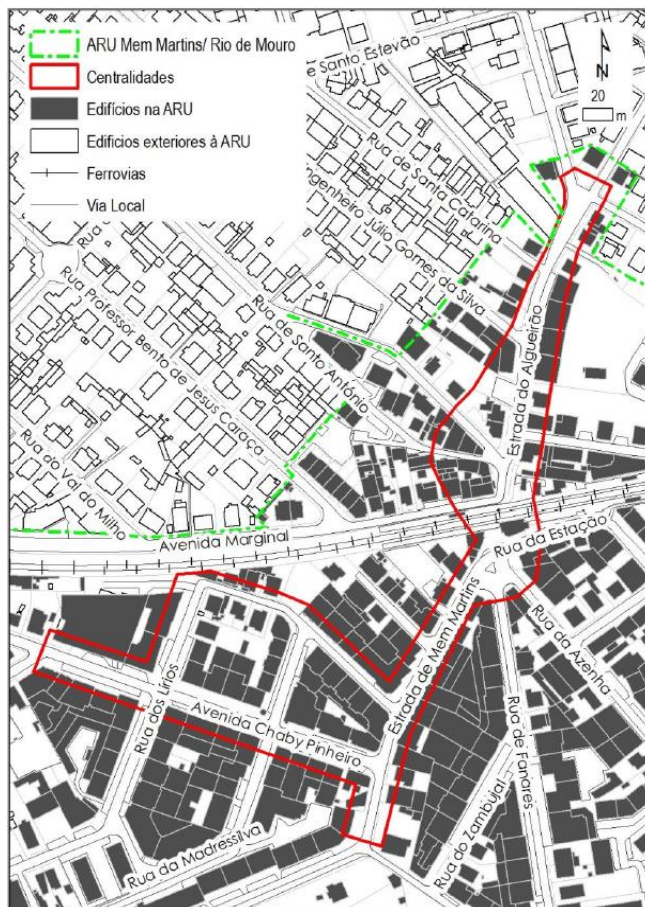 ARU Mem Martins/ Rio de Mouro
Centralidades
Edifícios na ARU
Edificios exteriores à ARU
Ferrovias
Via Local
N
20
m
de Santo Estevão
Rua de Santa Catarina
ngenheiro Júlio Gomes da Silva
Rua
Rua de Santo António
Rua Professor Bento de Jesus Caraça
Rua do Val do Milho
Estrada do Algueirão
Avenida Marginal
Rua da Estação
Estrada de Mem Martins
Rua da Azenha
Rua dos Lírios
Avenida Chaby Pinheiro
Rua de Fanares
Rua do Zambujal
Rua da Madressilva